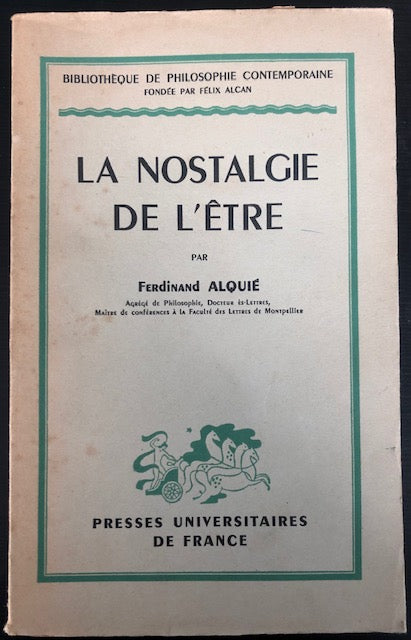 BIBLIOTHÈQUE DE PHILOSOPHIE CONTEMPORAINE
FONDÉE PAR FÉLIX ALCAN
LA NOSTALGIE
DE L'ÊTRE
PAR
Ferdinand ALQUIÉ
Agrégé de Philosophie, Docteur ès-Lettres,
Maître de conférences à la Faculté des Lettres de Montpellier
PRESSES UNIVERSITAIRES
DE FRANCE